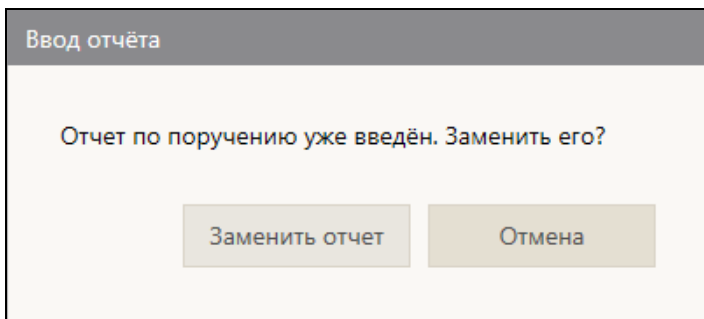 Ввод отчёта
Отчет по поручению уже введён. Заменить его?
Заменить отчет
Отмена